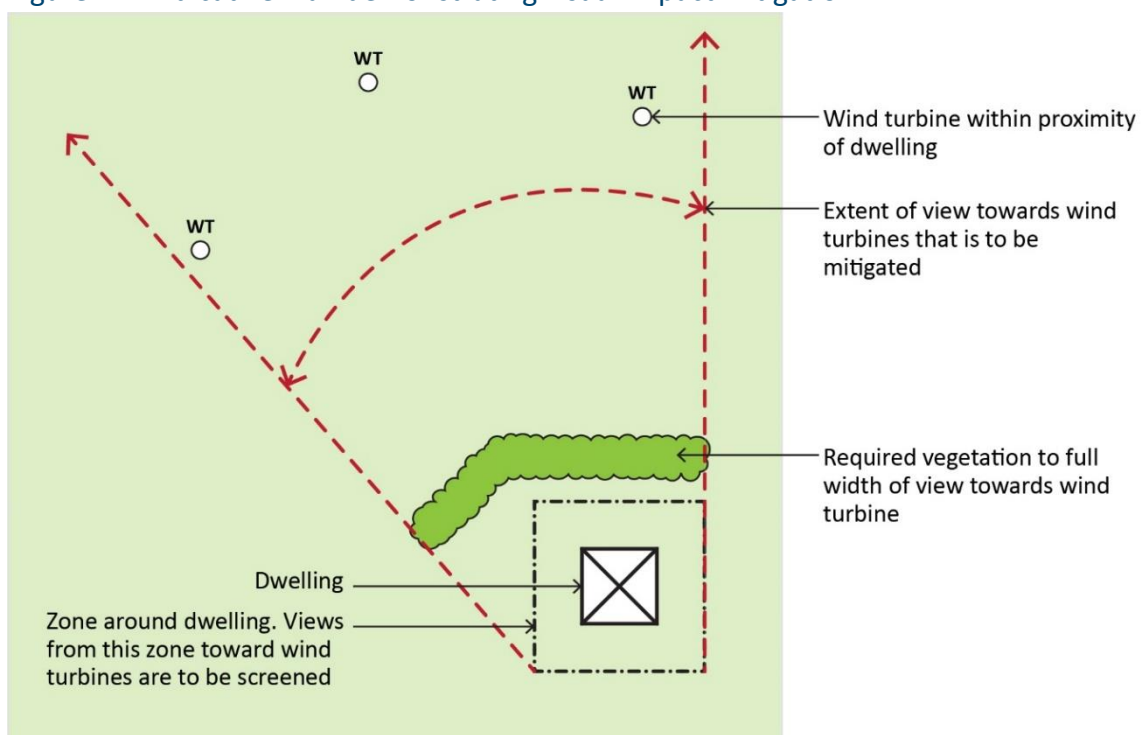 WT
WT
WT
Wind turbine within proximity
of dwelling
Extent of view towards wind
turbines that is to be
mitigated
Required vegetation to full
width of view towards wind
turbine
Dwelling
Zone around dwelling. Views
from this zone toward wind
turbines are to be screened